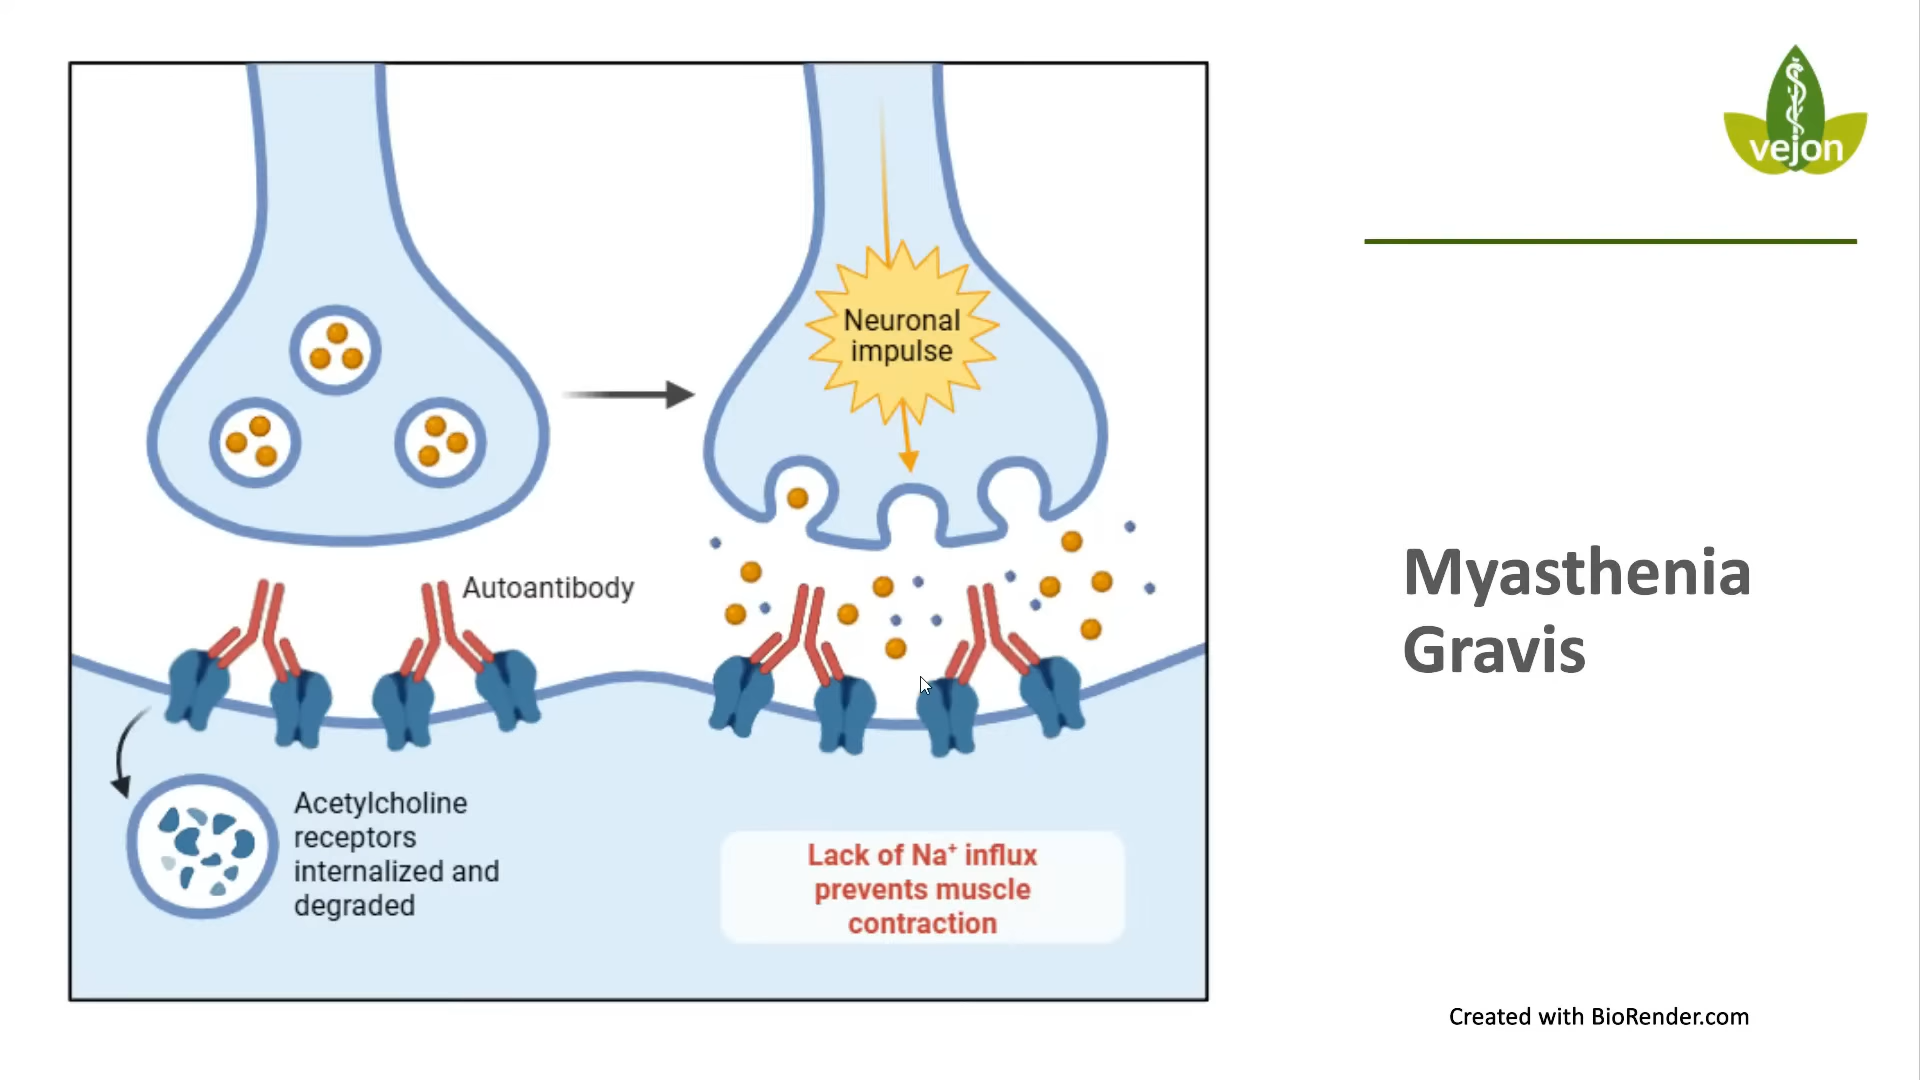 vejon
Neuronal
impulse
Autoantibody
Acetylcholine
receptors
internalized and
degraded
Lack of Na⁺ influx
prevents muscle
contraction
Myasthenia
Gravis
Created with BioRender.com